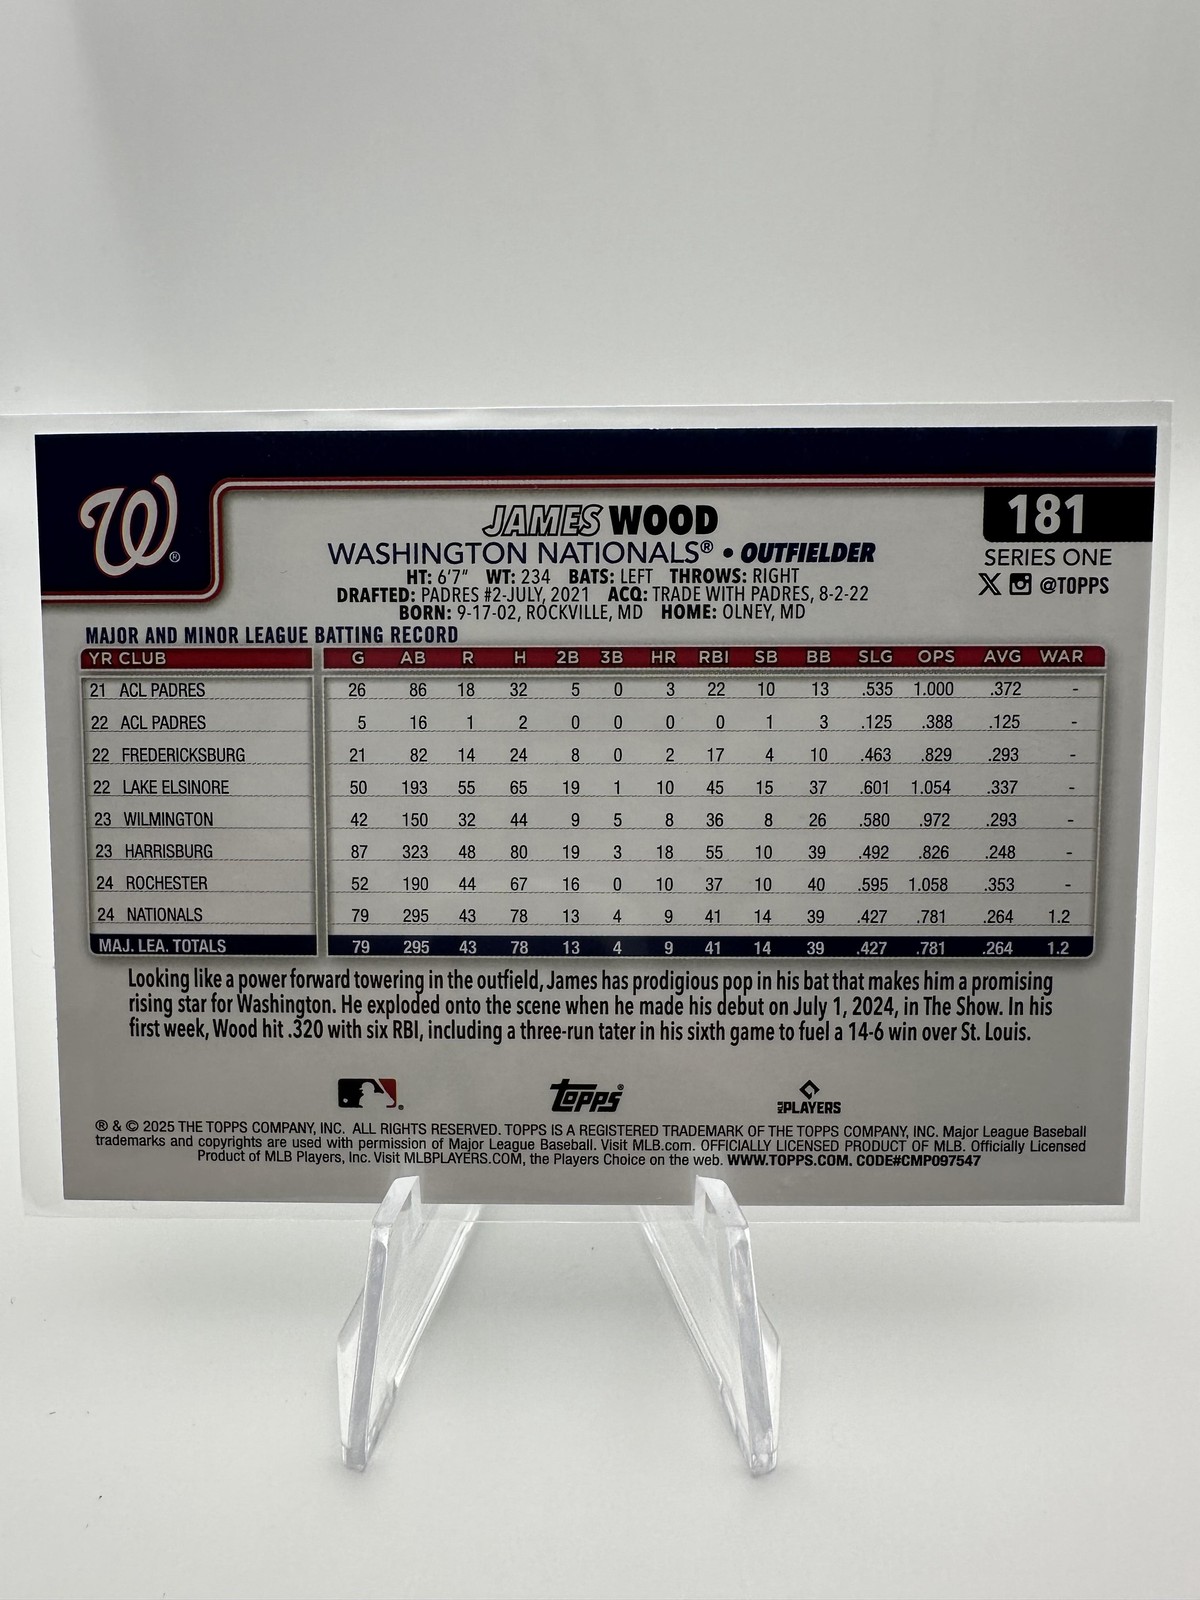 W®
181
JAMES WOOD
SERIES ONE
WASHINGTON NATIONALS® • OUTFIELDER
@TOPPS
HT: 6'7" WT: 234 BATS: LEFT THROWS: RIGHT
DRAFTED: PADRES #2-JULY, 2021 ACQ: TRADE WITH PADRES, 8-2-22
BORN: 9-17-02, ROCKVILLE, MD HOME: OLNEY, MD
MAJOR AND MINOR LEAGUE BATTING RECORD
YR CLUB G AB R H 2B 3B HR RBI SB BB SLG OPS AVG WAR
21 ACL PADRES 26 86 18 32 5 0 3 22 10 13 .535 1.000 .372 -
22 ACL PADRES 5 16 1 2 0 0 0 0 1 3 .125 .388 .125 -
22 FREDERICKSBURG 21 82 14 24 8 0 2 17 4 10 .463 .829 .293 -
22 LAKE ELSINORE 50 193 55 65 19 1 10 45 15 37 .601 1.054 .337 -
23 WILMINGTON 42 150 32 44 9 5 8 36 8 26 .580 .972 .293 -
23 HARRISBURG 87 323 48 80 19 3 18 55 10 39 .492 .826 .248 -
24 ROCHESTER 52 190 44 67 16 0 10 37 10 40 .595 1.058 .353 -
24 NATIONALS 79 295 43 78 13 4 9 41 14 39 .427 .781 .264 1.2
MAJ. LEA. TOTALS 79 295 43 78 13 4 9 41 14 39 .427 .781 .264 1.2
Looking like a power forward towering in the outfield, James has prodigious pop in his bat that makes him a promising
rising star for Washington. He exploded onto the scene when he made his debut on July 1, 2024, in The Show. In his
first week, Wood hit .320 with six RBI, including a three-run tater in his sixth game to fuel a 14-6 win over St. Louis.
Topps®
MLB PLAYERS
® & © 2025 THE TOPPS COMPANY, INC. ALL RIGHTS RESERVED. TOPPS IS A REGISTERED TRADEMARK OF THE TOPPS COMPANY, INC. Major League Baseball
trademarks and copyrights are used with permission of Major League Baseball. Visit MLB.com. OFFICIALLY LICENSED PRODUCT OF MLB. Officially Licensed
Product of MLB Players, Inc. Visit MLBPLAYERS.COM, the Players Choice on the web. WWW.TOPPS.COM. CODE#CMP097547